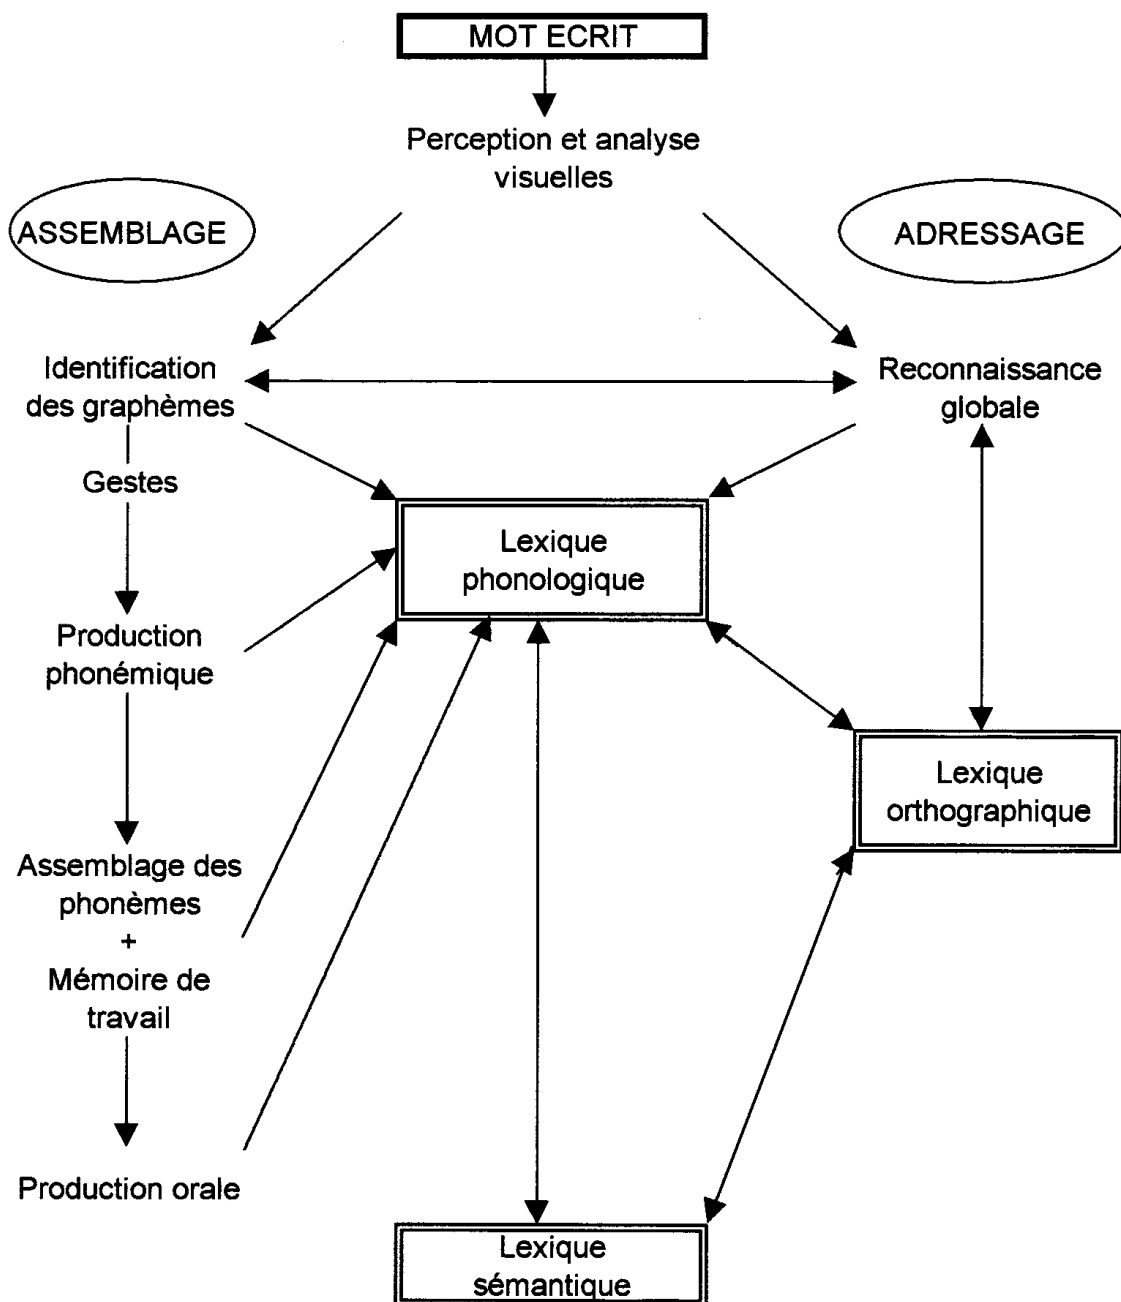 MOT ECRIT
Perception et analyse
visuelles
ASSEMBLAGE
ADRESSAGE
Identification
des graphèmes
Reconnaissance
globale
Gestes
Lexique
phonologique
Production
phonémique
Lexique
orthographique
Assemblage des
phonèmes
+
Mémoire de
travail
Production orale
Lexique
sémantique